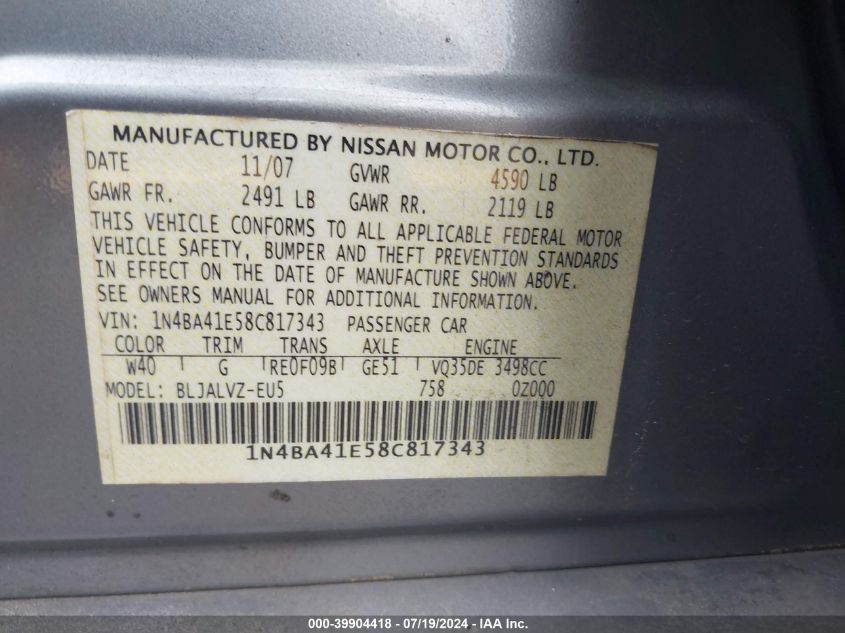 MANUFACTURED BY NISSAN MOTOR CO., LTD.
DATE 11/07 GVWR 4590 LB
GAWR FR. 2491 LB GAWR RR. 2119 LB
THIS VEHICLE CONFORMS TO ALL APPLICABLE FEDERAL MOTOR
VEHICLE SAFETY, BUMPER AND THEFT PREVENTION STANDARDS
IN EFFECT ON THE DATE OF MANUFACTURE SHOWN ABOVE.
SEE OWNERS MANUAL FOR ADDITIONAL INFORMATION.
VIN: 1N4BA41E58C817343 PASSENGER CAR
COLOR TRIM TRANS AXLE ENGINE
W40 G RE0F09B GE51 VQ35DE 3498CC
MODEL: BLJALVZ-EU5 758 0Z000
1N4BA41E58C817343
000-39904418 - 07/19/2024 - IAA Inc.